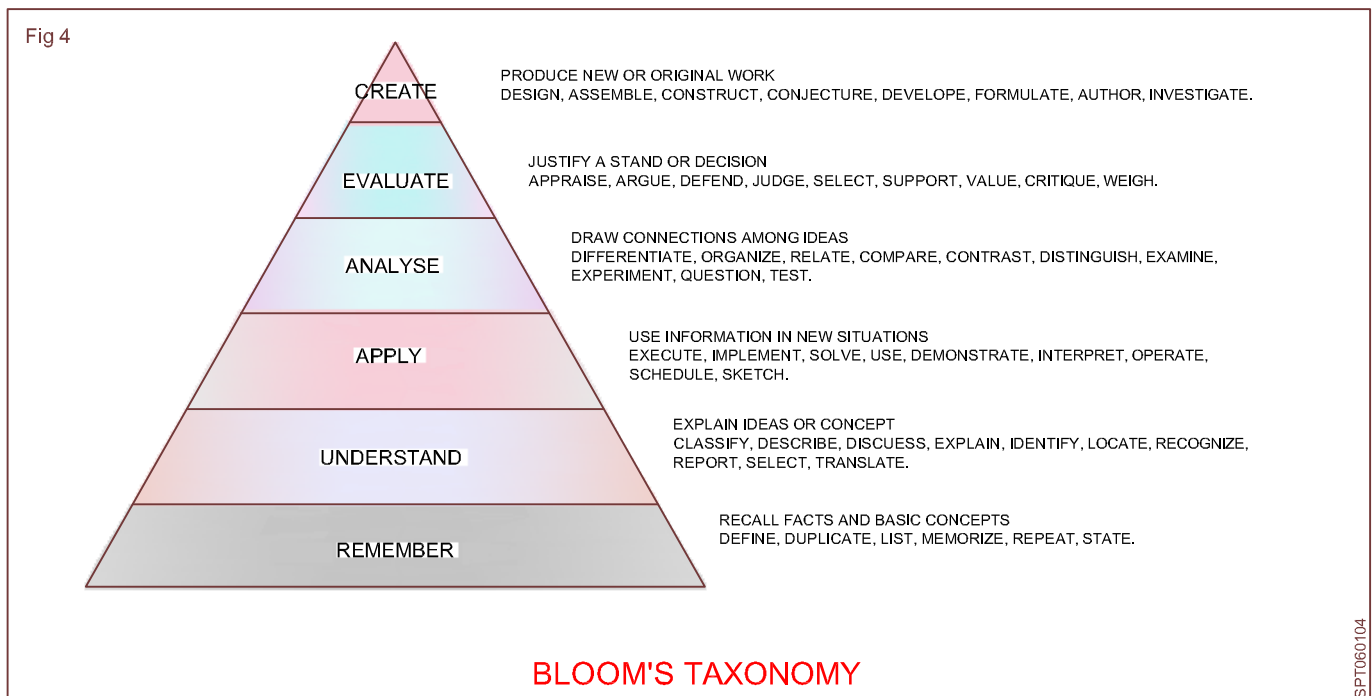 Fig 4
CREATE
PRODUCE NEW OR ORIGINAL WORK
DESIGN, ASSEMBLE, CONSTRUCT, CONJECTURE, DEVELOPE, FORMULATE, AUTHOR, INVESTIGATE.
EVALUATE
JUSTIFY A STAND OR DECISION
APPRAISE, ARGUE, DEFEND, JUDGE, SELECT, SUPPORT, VALUE, CRITIQUE, WEIGH.
ANALYSE
DRAW CONNECTIONS AMONG IDEAS
DIFFERENTIATE, ORGANIZE, RELATE, COMPARE, CONTRAST, DISTINGUISH, EXAMINE,
EXPERIMENT, QUESTION, TEST.
APPLY
USE INFORMATION IN NEW SITUATIONS
EXECUTE, IMPLEMENT, SOLVE, USE, DEMONSTRATE, INTERPRET, OPERATE,
SCHEDULE, SKETCH.
UNDERSTAND
EXPLAIN IDEAS OR CONCEPT
CLASSIFY, DESCRIBE, DISCUESS, EXPLAIN, IDENTIFY, LOCATE, RECOGNIZE,
REPORT, SELECT, TRANSLATE.
REMEMBER
RECALL FACTS AND BASIC CONCEPTS
DEFINE, DUPLICATE, LIST, MEMORIZE, REPEAT, STATE.
BLOOM'S TAXONOMY
SPT060104